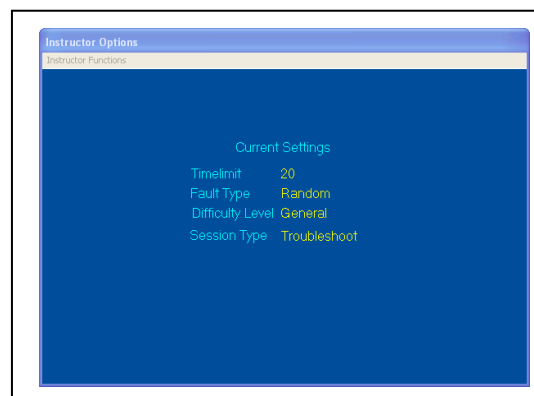 Instructor Options
Instructor Functions
Current Settings
Timelimit 20
Fault Type Random
Difficulty Level General
Session Type Troubleshoot